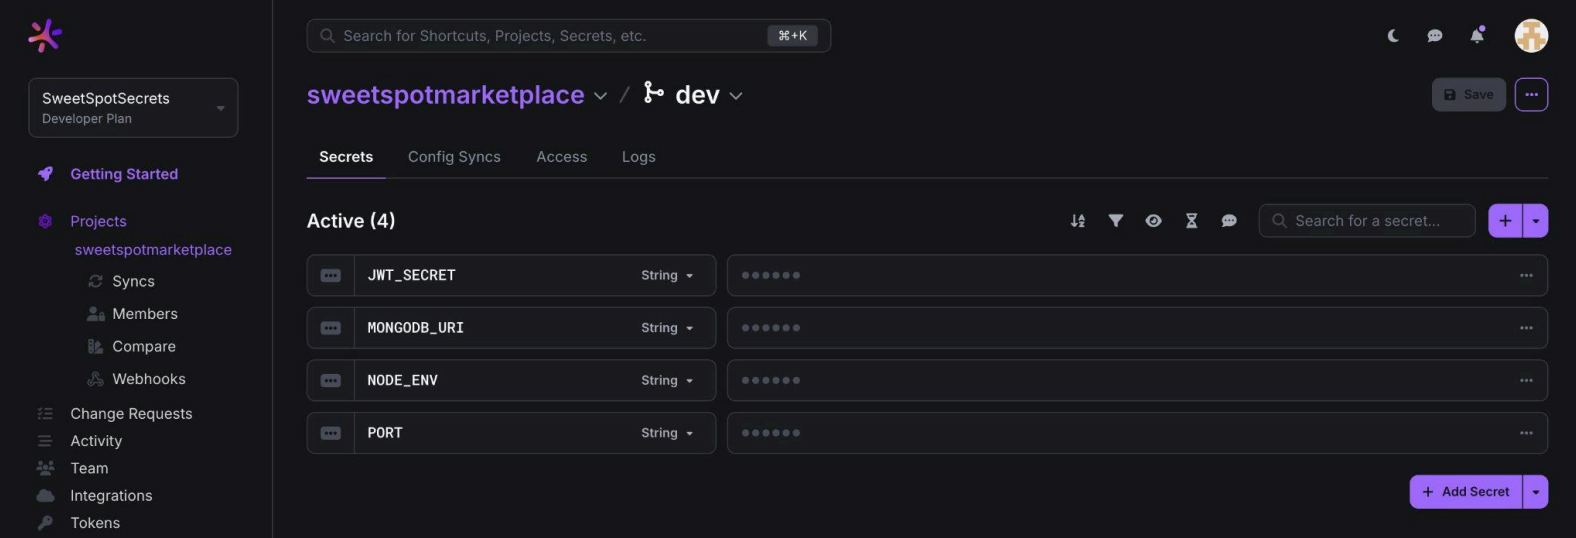 Search for Shortcuts, Projects, Secrets, etc.
⌘+K
SweetSpotSecrets
Developer Plan
Getting Started
Projects
sweetspotmarketplace
Syncs
Members
Compare
Webhooks
Change Requests
Activity
Team
Integrations
Tokens
sweetspotmarketplace / dev
Save
Secrets Config Syncs Access Logs
Active (4)
Search for a secret...
JWT_SECRET String
MONGODB_URI String
NODE_ENV String
PORT String
+ Add Secret